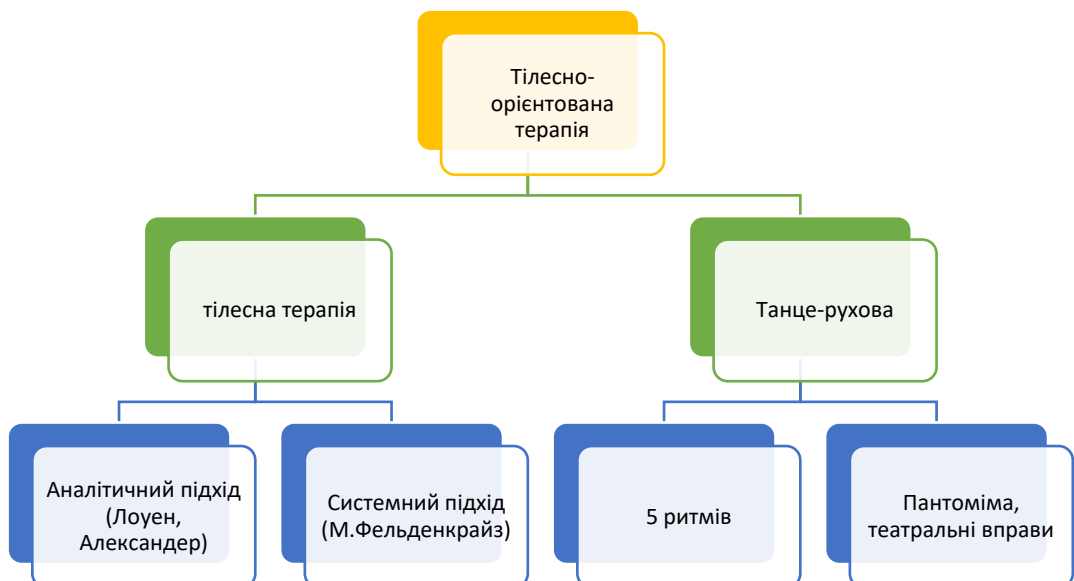 Тілесно-
орієнтована
терапія
тілесна терапія
Танце-рухова
Аналітичний підхід
(Лоуен,
Александер)
Системний підхід
(М.Фельденкрайз)
5 ритмів
Пантоміма,
театральні вправи